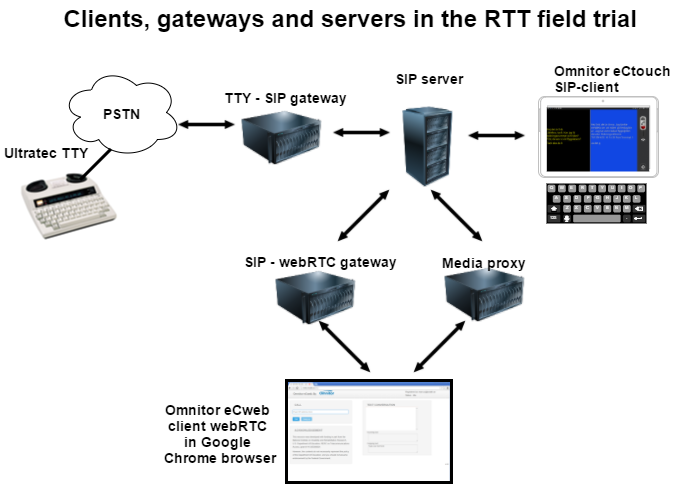 Clients, gateways and servers in the RTT field trial
PSTN
TTY - SIP gateway
SIP server
Omnitor eCtouch
SIP-client
Ultratec TTY
SIP - webRTC gateway
Media proxy
Omnitor eCweb
client webRTC
in Google
Chrome browser